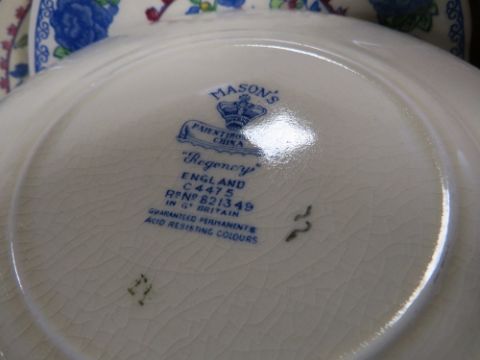 MASON'S
PATENT IRONSTONE
CHINA
"Regency"
ENGLAND
C 4475
RD No 821349
IN GT BRITAIN
GUARANTEED PERMANENT &
ACID RESISTING COLOURS